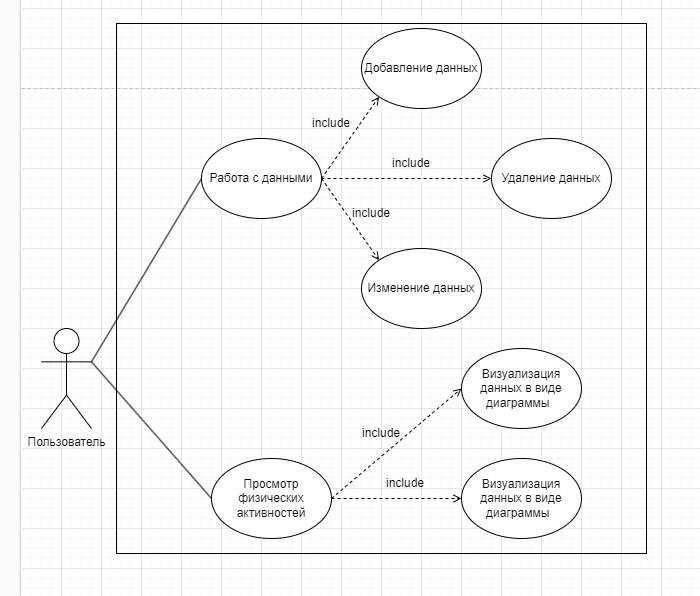 Добавление данных
include
Работа с данными
include
Удаление данных
include
Изменение данных
Пользователь
Визуализация
данных в виде
диаграммы
include
Просмотр
физических
активностей
include
Визуализация
данных в виде
диаграммы